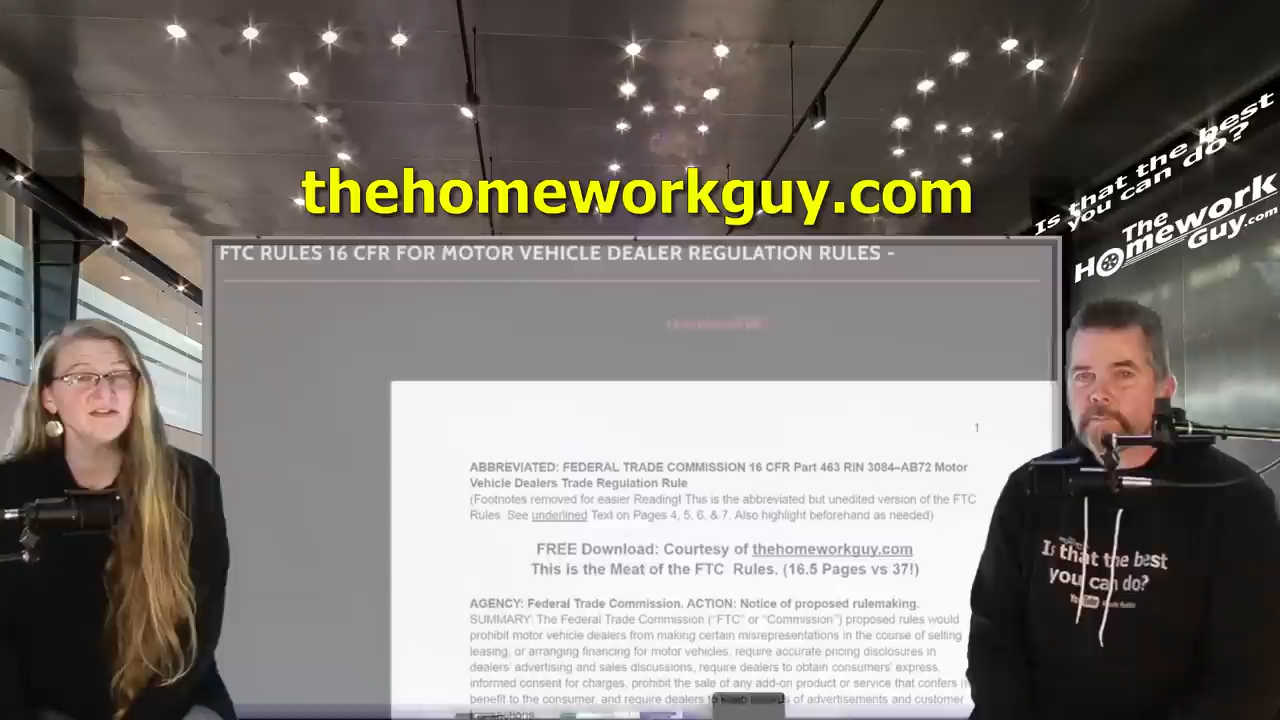 thehomeworkguy.com
Is that the best
you can do?
The
Homework
Guy.com
FTC RULES 16 CFR FOR MOTOR VEHICLE DEALER REGULATION RULES -
1
ABBREVIATED: FEDERAL TRADE COMMISSION 16 CFR Part 463 RIN 3084–AB72 Motor
Vehicle Dealers Trade Regulation Rule
(Footnotes removed for easier Reading! This is the abbreviated but unedited version of the FTC
Rules. See underlined Text on Pages 4, 5, 6, & 7. Also highlight beforehand as needed)
FREE Download: Courtesy of thehomeworkguy.com
This is the Meat of the FTC Rules. (16.5 Pages vs 37!)
AGENCY: Federal Trade Commission. ACTION: Notice of proposed rulemaking.
SUMMARY: The Federal Trade Commission (“FTC” or “Commission”) proposed rules would
prohibit motor vehicle dealers from making certain misrepresentations in the course of selling
leasing, or arranging financing for motor vehicles, require accurate pricing disclosures in
dealers' advertising and sales discussions, require dealers to obtain consumers' express,
informed consent for charges, prohibit the sale of any add-on product or service that confers
benefit to the consumer, and require dealers to of advertisements and customer
Is that the best
you can do?